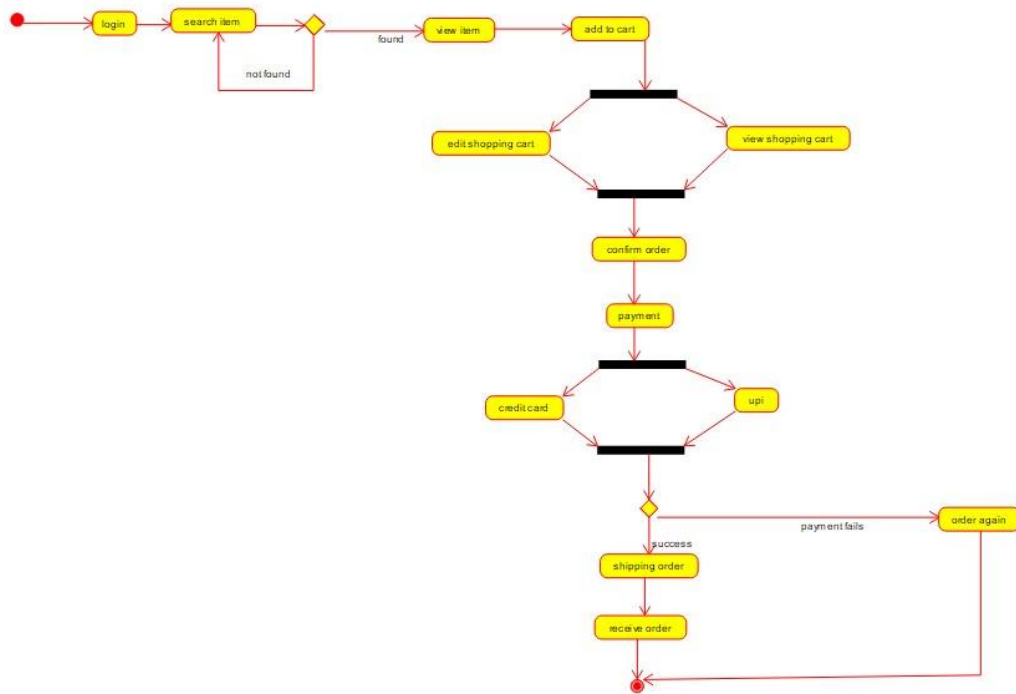 login
search item
found
view item
add to cart
not found
edit shopping cart
view shopping cart
confirm order
payment
credit card
upi
payment fails
order again
success
shipping order
receive order